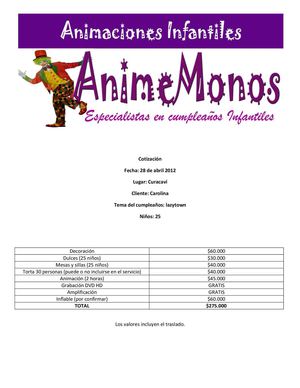 Animaciones Infantiles
AnimeMonos
Especialistas en cumpleaños Infantiles
Cotización
Fecha: 28 de abril 2012
Lugar: Curacaví
Cliente: Carolina
Tema del cumpleaños: lazytown
Niños: 25
Decoración $60.000
Dulces (25 niños) $30.000
Mesas y sillas (25 niños) $40.000
Torta 30 personas (puede o no incluirse en el servicio) $40.000
Animación (2 horas) $45.000
Grabación DVD HD GRATIS
Amplificación GRATIS
Inflable (por confirmar) $60.000
TOTAL $275.000
Los valores incluyen el traslado.